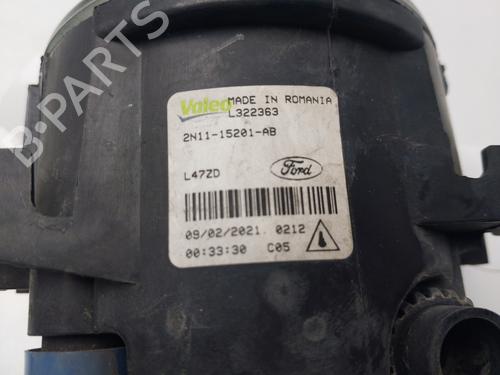 Valeo MADE IN ROMANIA
L322363
2N11-15201-AB
L47ZD
Ford
09/02/2021. 0212
00:33:30 C05
B PARTS